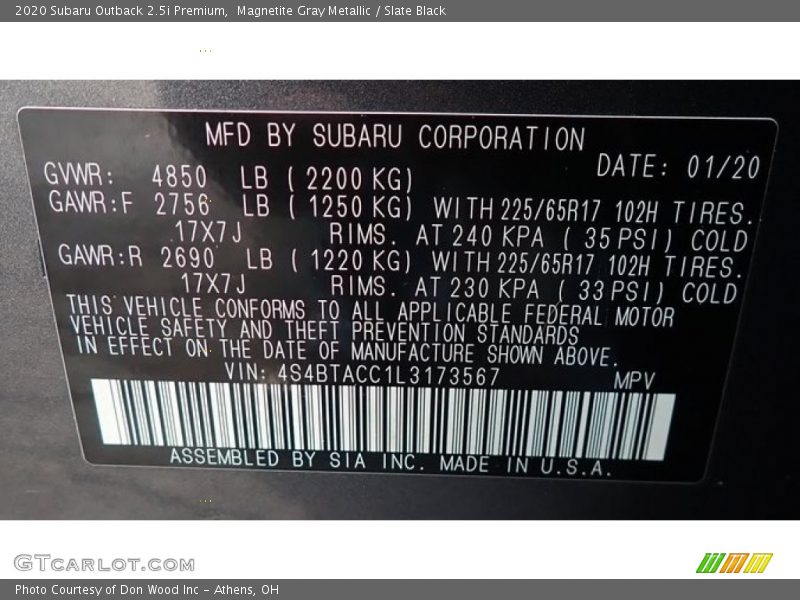 2020 Subaru Outback 2.5i Premium,  Magnetite Gray Metallic / Slate Black
MFD BY SUBARU CORPORATION
GVWR: 4850 LB ( 2200 KG) DATE: 01/20
GAWR:F 2756 LB ( 1250 KG) WITH 225/65R17 102H TIRES.
17X7J RIMS. AT 240 KPA ( 35 PSI) COLD
GAWR:R 2690 LB ( 1220 KG) WITH 225/65R17 102H TIRES.
17X7J RIMS. AT 230 KPA ( 33 PSI) COLD
THIS VEHICLE CONFORMS TO ALL APPLICABLE FEDERAL MOTOR
VEHICLE SAFETY AND THEFT PREVENTION STANDARDS
IN EFFECT ON THE DATE OF MANUFACTURE SHOWN ABOVE.
VIN: 4S4BTACC1L3173567 MPV
ASSEMBLED BY SIA INC. MADE IN U.S.A.
GTCARLOT.COM
Photo Courtesy of Don Wood Inc - Athens, OH